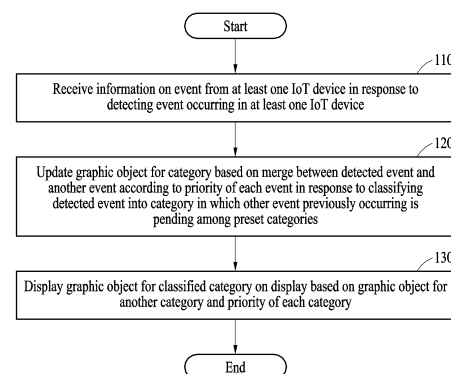 Start
110
Receive information on event from at least one IoT device in response to
detecting event occurring in at least one IoT device
120
Update graphic object for category based on merge between detected event and
another event according to priority of each event in response to classifying
detected event into category in which other event previously occurring is
pending among preset categories
130
Display graphic object for classified category on display based on graphic object for
another category and priority of each category
End